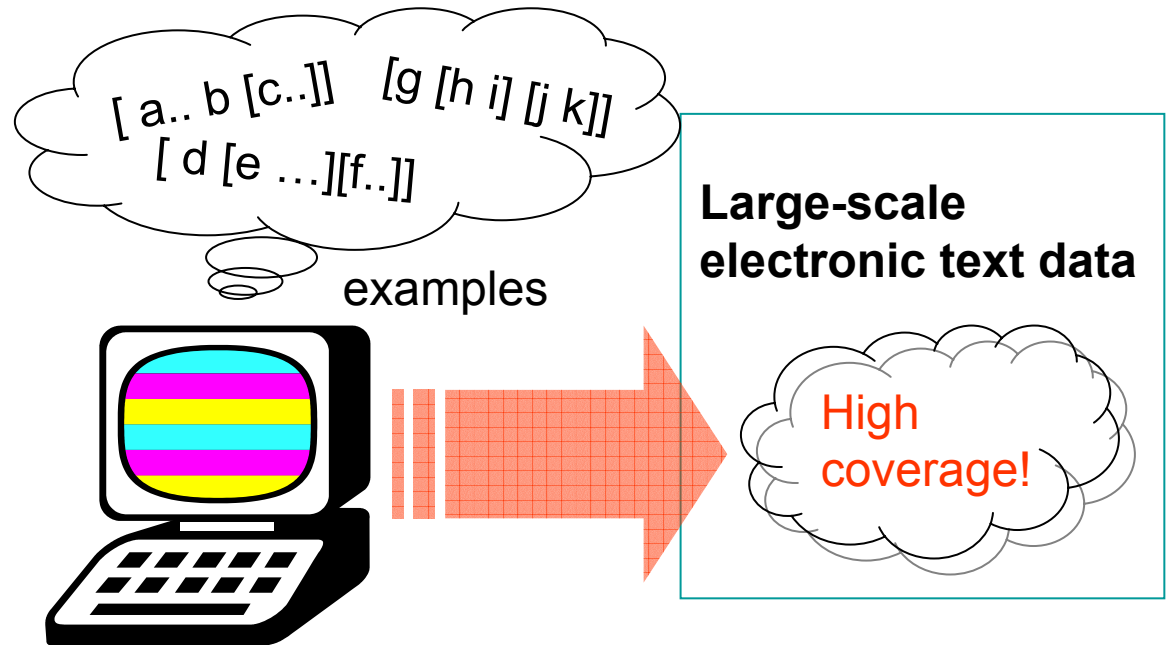 [ a.. b [c..]]
[g [h i] [j k]]
[ d [e …][f..]]
examples
Large-scale
electronic text data
High
coverage!